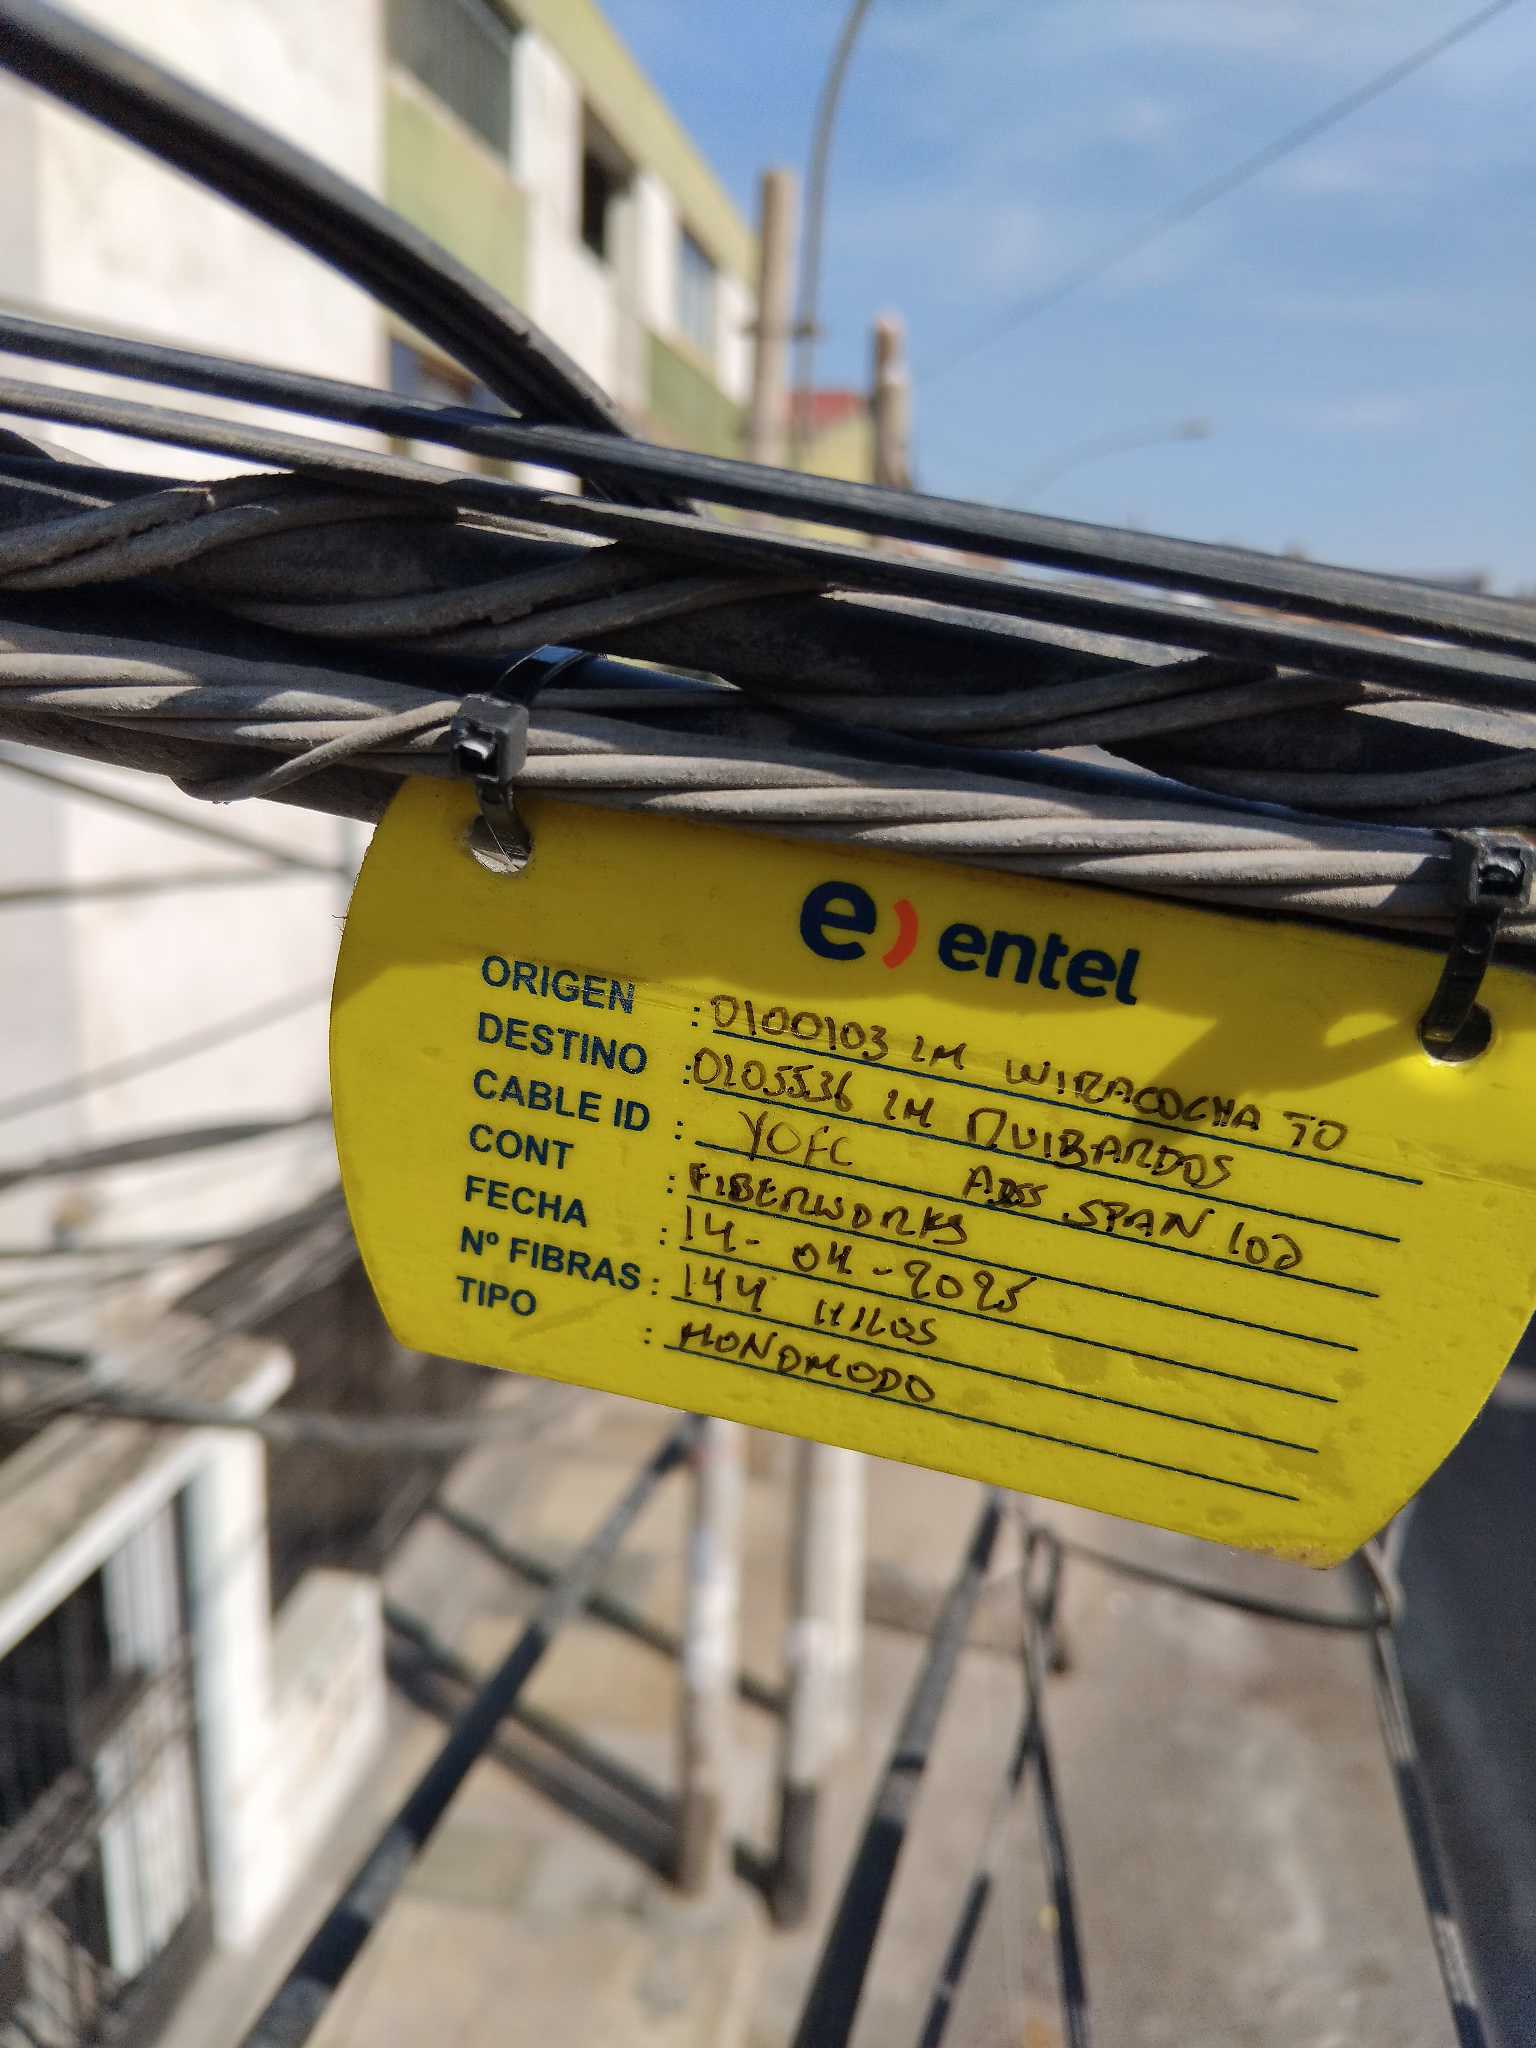 e) entel
ORIGEN : 0100103 LM WIRACOCHA TO
DESTINO : 0105536 LM QUIBARDOS
CABLE ID : YOFC ADSS SPAN 102
CONT : FIBERWORKS
FECHA : 14-04-2025
Nº FIBRAS : 144 HILOS
TIPO : MONOMODO